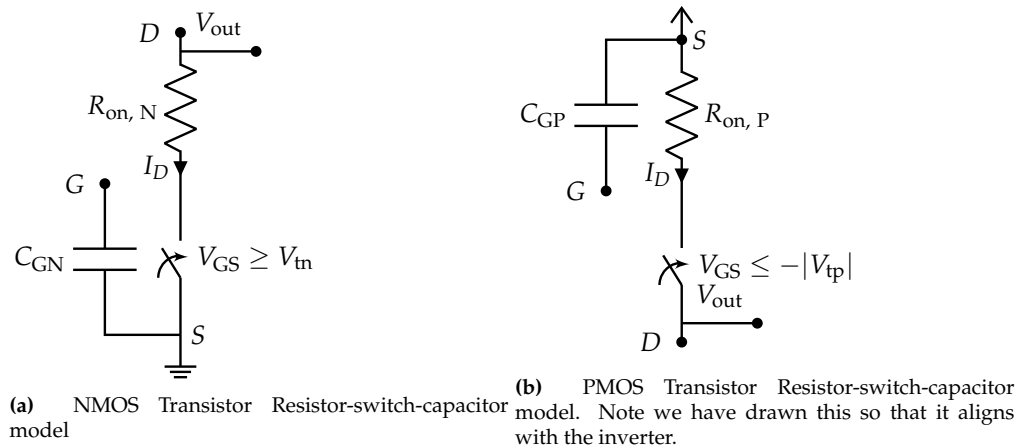 D
V_out
R_on, N
I_D
G
C_GN
V_GS ≥ V_tn
S
(a) NMOS Transistor Resistor-switch-capacitor
model
S
C_GP
R_on, P
I_D
G
V_GS ≤ −|V_tp|
V_out
D
(b) PMOS Transistor Resistor-switch-capacitor
model. Note we have drawn this so that it aligns
with the inverter.